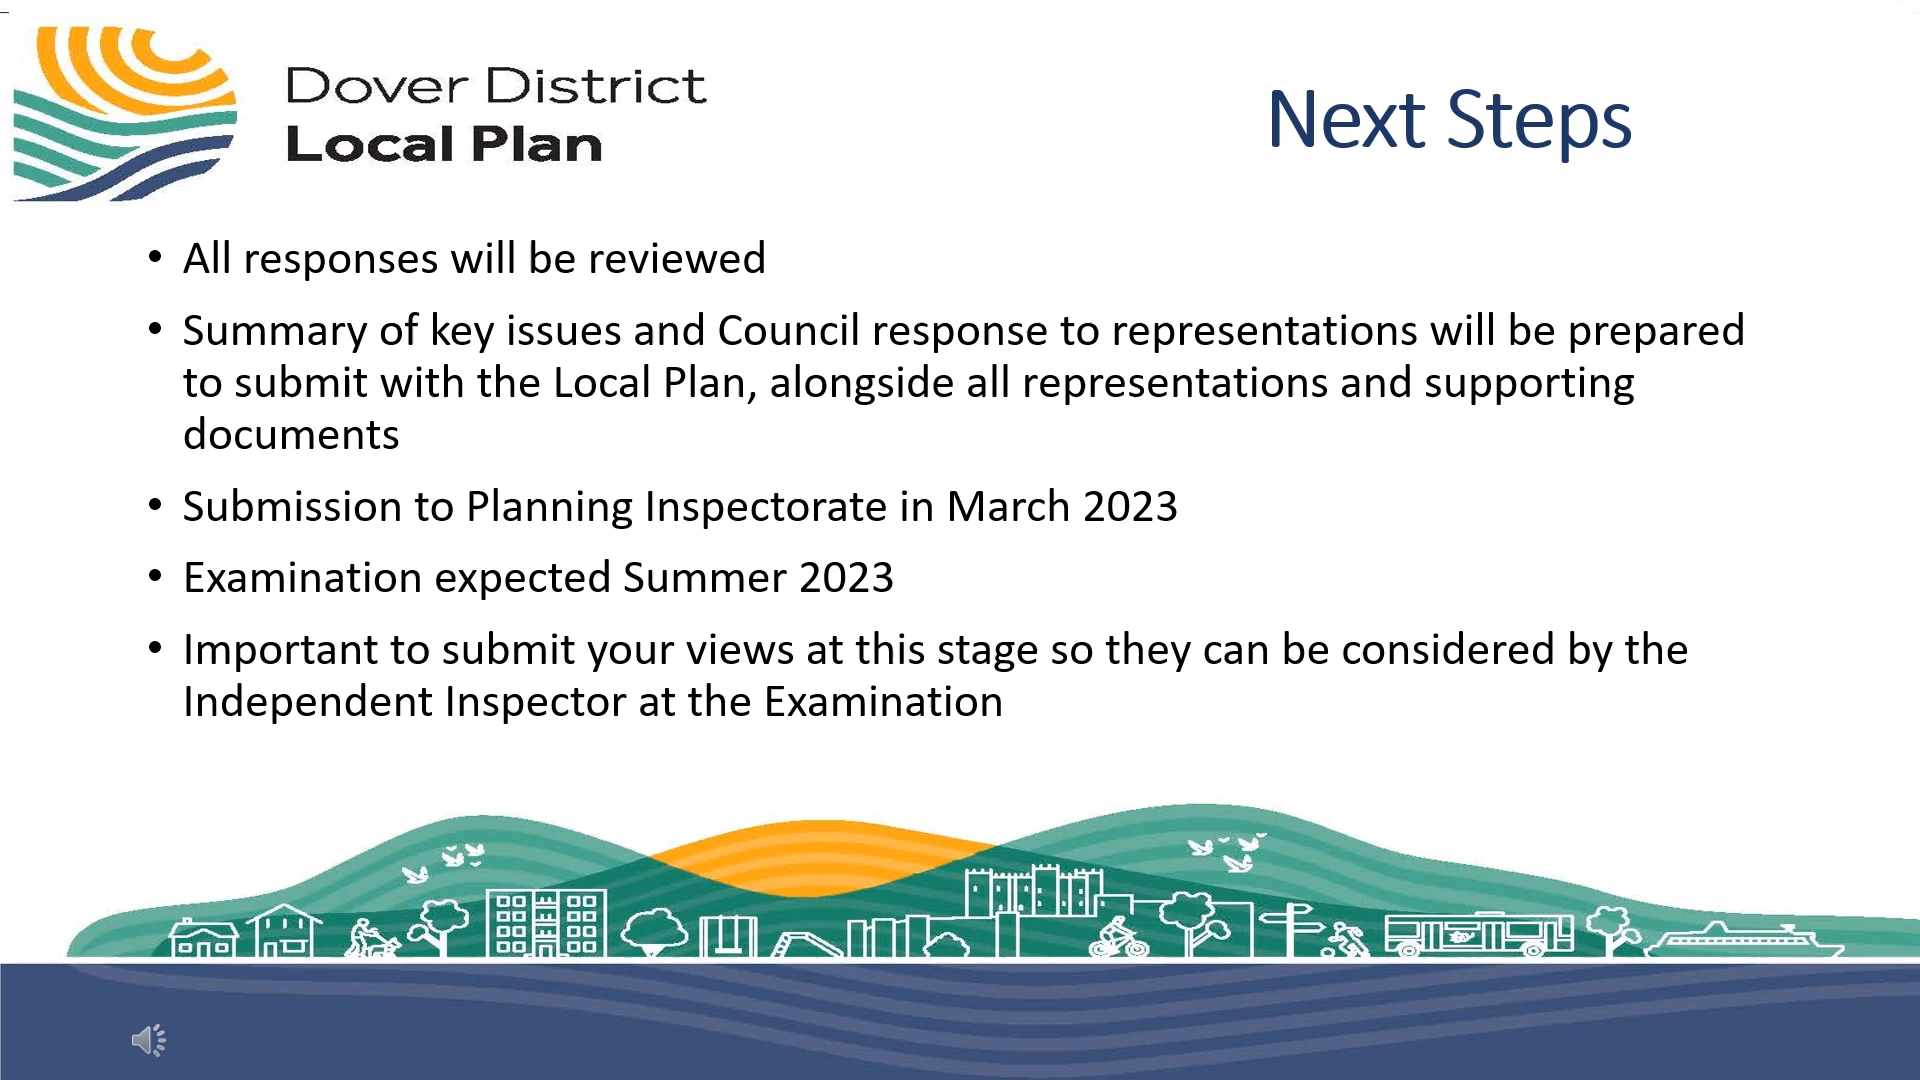 Dover District
Local Plan
Next Steps
• All responses will be reviewed
• Summary of key issues and Council response to representations will be prepared
to submit with the Local Plan, alongside all representations and supporting
documents
• Submission to Planning Inspectorate in March 2023
• Examination expected Summer 2023
• Important to submit your views at this stage so they can be considered by the
Independent Inspector at the Examination